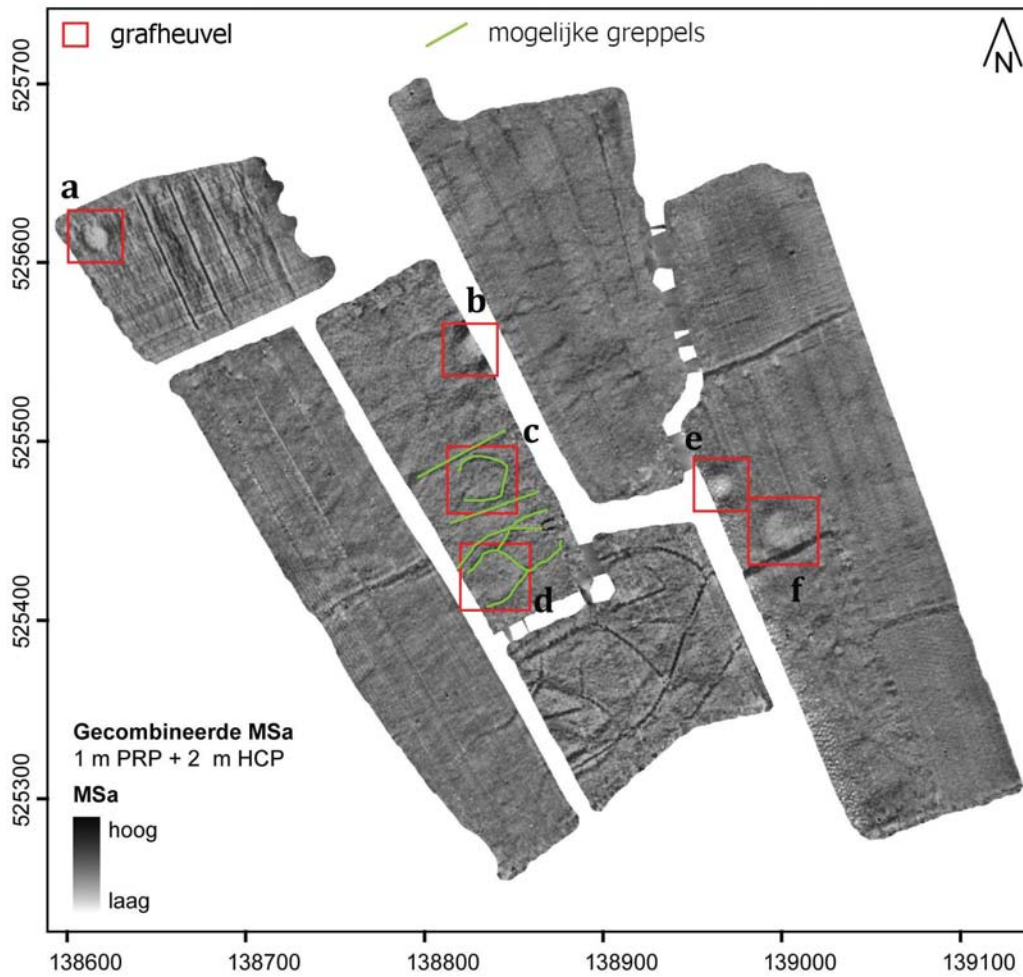 grafheuvel
mogelijke greppels
N
525700
525600
525500
525400
525300
a
b
c
d
e
f
Gecombineerde MSa
1 m PRP + 2 m HCP
MSa
hoog
laag
138600
138700
138800
138900
139000
139100